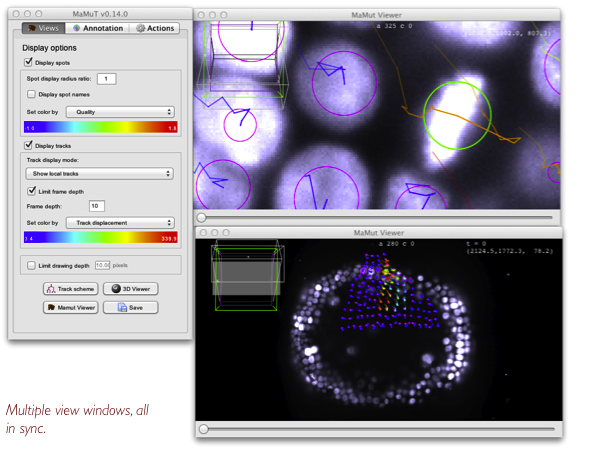 MaMuT v0.14.0
Views
Annotation
Actions
Display options
Display spots
Spot display radius ratio: 1
Display spot names
Set color by Quality
-1.0 1.0
Display tracks
Track display mode:
Show local tracks
Limit frame depth
Frame depth: 10
Set color by Track displacement
3.4 339.9
Limit drawing depth 10.00 pixels
Track scheme
3D Viewer
Mamut Viewer
Save
MaMut Viewer
a 325 c 0
MaMut Viewer
a 280 c 0
t = 0
(2124.5,1772.3, 78.2)
Multiple view windows, all
in sync.